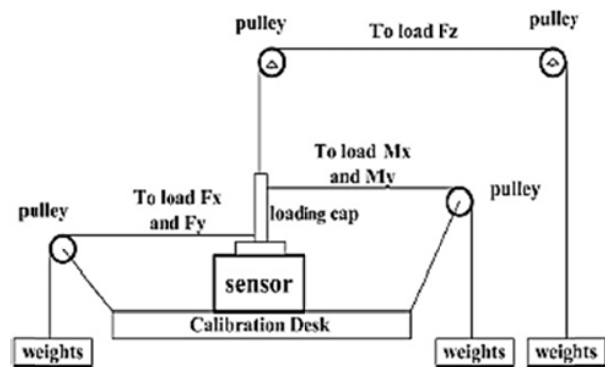 pulley
To load Fz
pulley
To load Mx
and My
pulley
To load Fx
and Fy
pulley
loading cap
sensor
Calibration Desk
weights
weights
weights